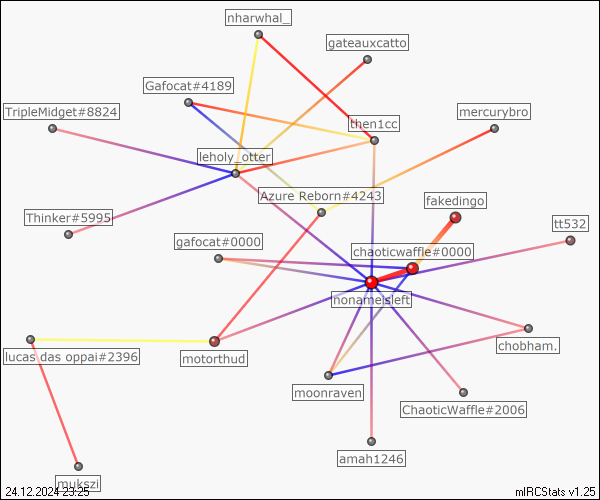 nharwhal_
gateauxcatto
Gafocat#4189
TripleMidget#8824
mercurybro
then1cc
leholy_otter
Azure Reborn#4243
fakedingo
Thinker#5995
tt532
gafocat#0000
chaoticwaffle#0000
nonameisleft
chobham.
lucas das oppai#2396
motorthud
moonraven
ChaoticWaffle#2006
amah1246
mukszi
24.12.2024 23:25
mIRCStats v1.25